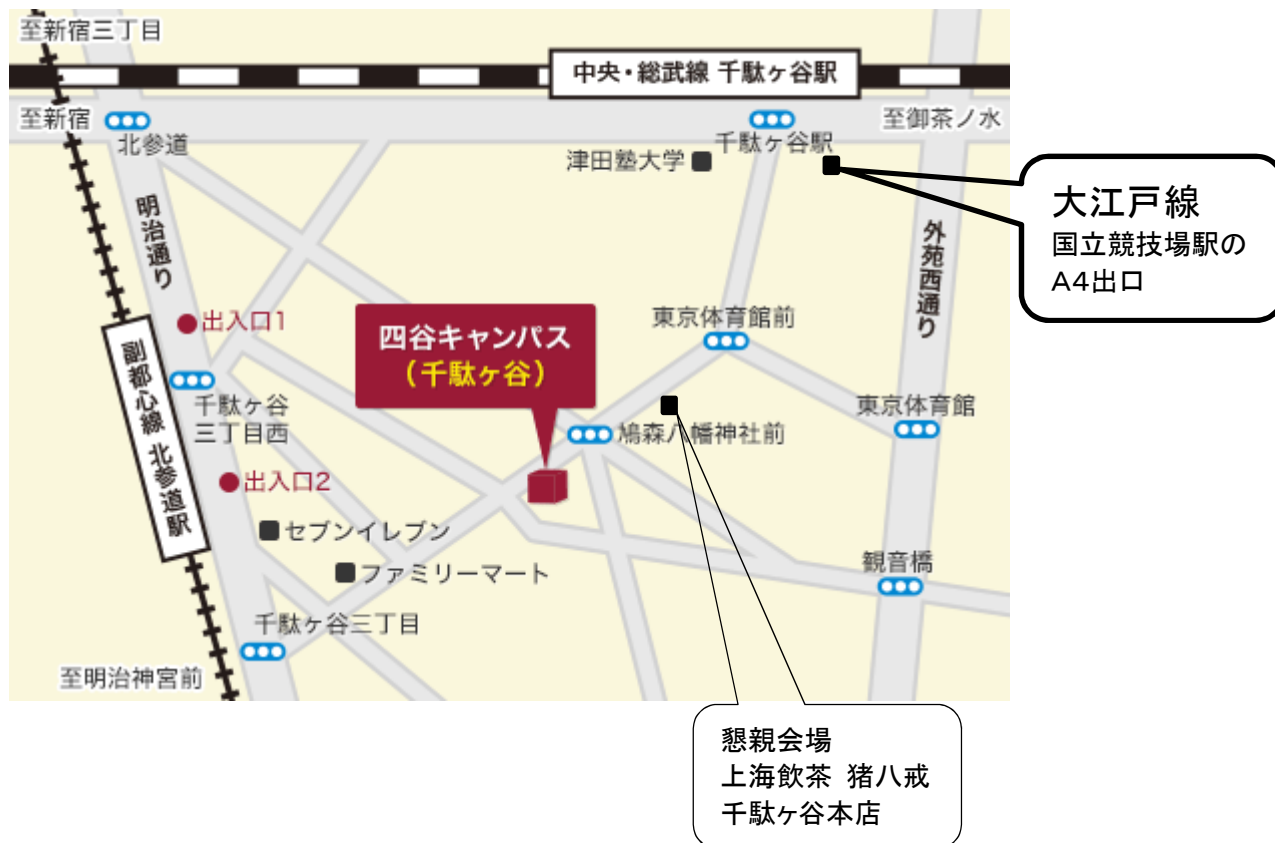 至新宿三丁目
中央・総武線 千駄ヶ谷駅
至新宿
北参道
千駄ヶ谷駅
至御茶ノ水
津田塾大学
大江戸線
国立競技場駅の
A4出口
明治通り
外苑西通り
出入口1
四谷キャンパス
（千駄ヶ谷）
東京体育館前
副都心線 北参道駅
千駄ヶ谷
三丁目西
鳩森八幡神社前
東京体育館
出入口2
セブンイレブン
ファミリーマート
観音橋
千駄ヶ谷三丁目
至明治神宮前
懇親会場
上海飲茶 猪八戒
千駄ヶ谷本店